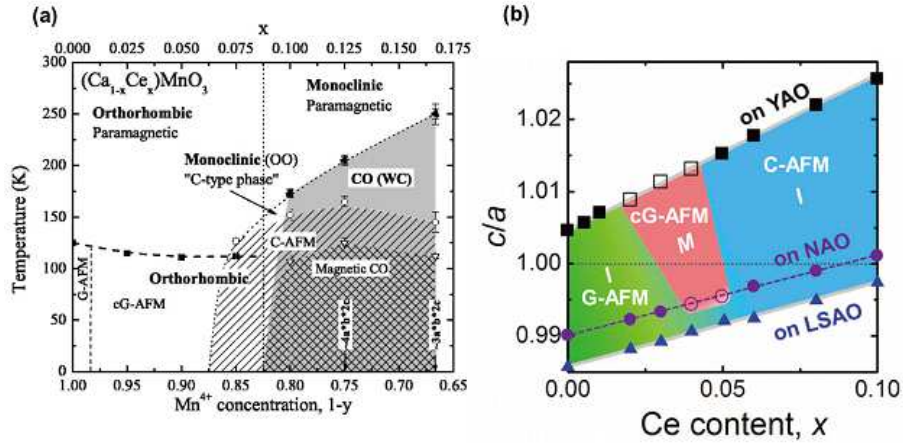 (a)
x
0.000 0.025 0.050 0.075 0.100 0.125 0.150 0.175
(Ca1-xCex)MnO3
Orthorhombic
Paramagnetic
Monoclinic
Paramagnetic
Monoclinic (OO)
"C-type phase"
CO (WC)
C-AFM
Magnetic CO
Orthorhombic
G-AFM
cG-AFM
~4a*b*2c
~3a*b*2c
Temperature (K)
300
250
200
150
100
50
0
1.00 0.95 0.90 0.85 0.80 0.75 0.70 0.65
Mn4+ concentration, 1-y
(b)
c/a
1.02
1.01
1.00
0.99
on YAO
C-AFM
I
cG-AFM
M
on NAO
I
G-AFM
on LSAO
0.00 0.05 0.10
Ce content, x